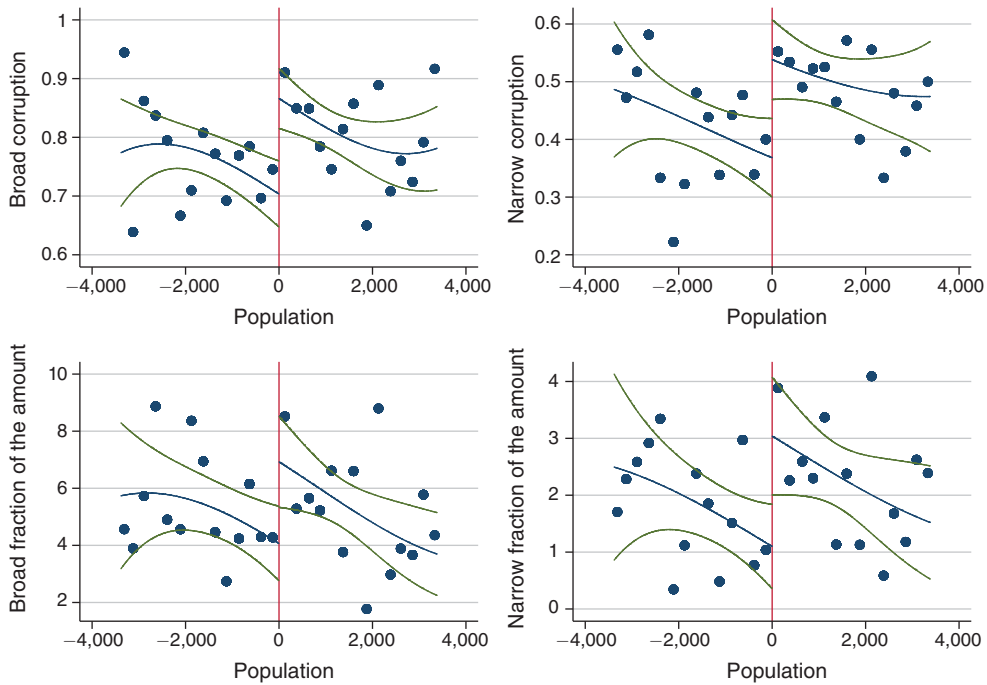 Broad corruption
1
0.9
0.8
0.7
0.6
−4,000 −2,000 0 2,000 4,000
Population
Narrow corruption
0.6
0.5
0.4
0.3
0.2
−4,000 −2,000 0 2,000 4,000
Population
Broad fraction of the amount
10
8
6
4
2
−4,000 −2,000 0 2,000 4,000
Population
Narrow fraction of the amount
4
3
2
1
0
−4,000 −2,000 0 2,000 4,000
Population